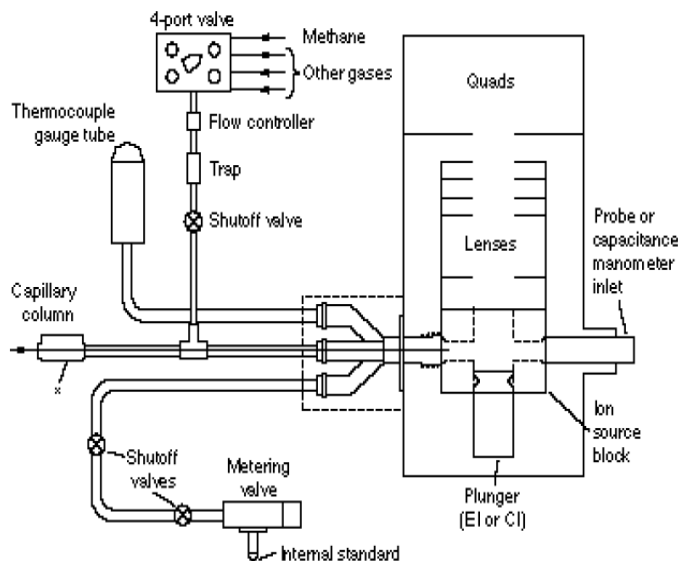 4-port valve
Methane
Other gases
Thermocouple
gauge tube
Flow controller
Trap
Shutoff valve
Quads
Lenses
Probe or
capacitance
manometer
inlet
Capillary
column
x
Shutoff
valves
Metering
valve
Internal standard
Plunger
(EI or CI)
Ion
source
block